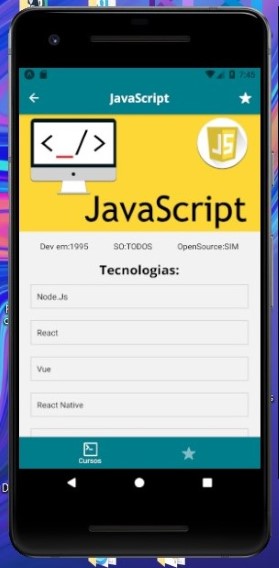 7:45
JavaScript
<_/>
JS
JavaScript
Dev em:1995 SO:TODOS OpenSource:SIM
Tecnologias:
Node.Js
React
Vue
React Native
Cursos